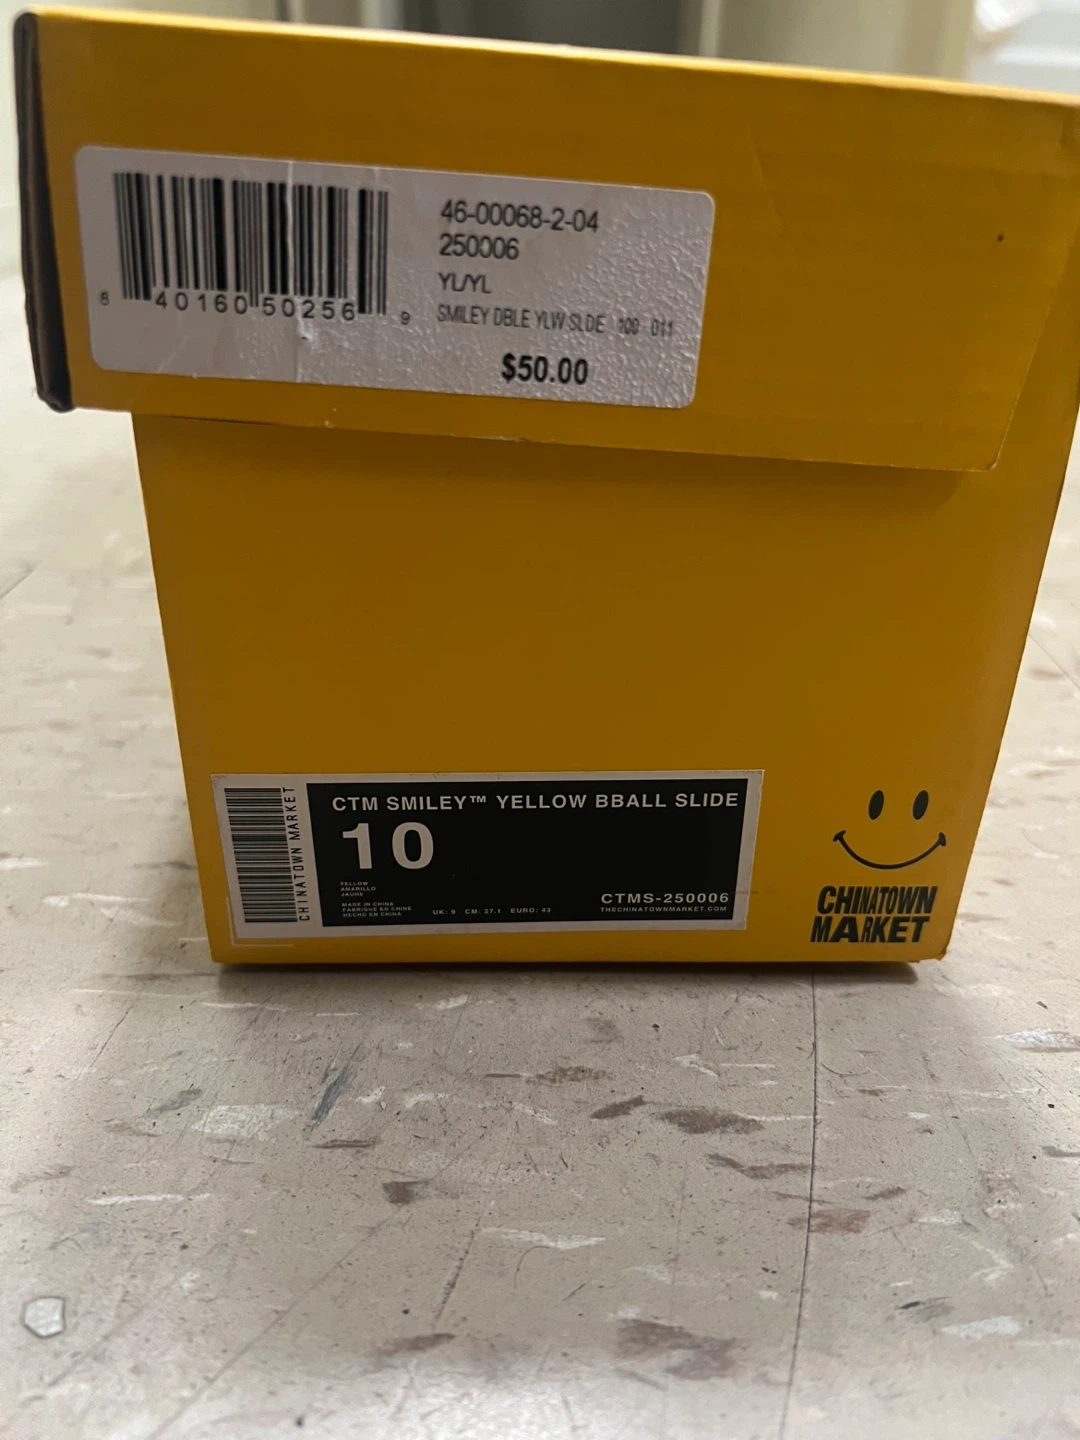 46-00068-2-04
250006
YL/YL
SMILEY DBLE YLW SLDE 100 011
$50.00
8 40160 50256 9
CHINATOWN MARKET
CTM SMILEY™ YELLOW BBALL SLIDE
10
YELLOW
AMARILLO
JAUNE
MADE IN CHINA
FABRIQUE EN CHINE
HECHO EN CHINA
UK: 9 CM: 27.1 EURO: 43
CTMS-250006
THECHINATOWNMARKET.COM
CHINATOWN
MARKET